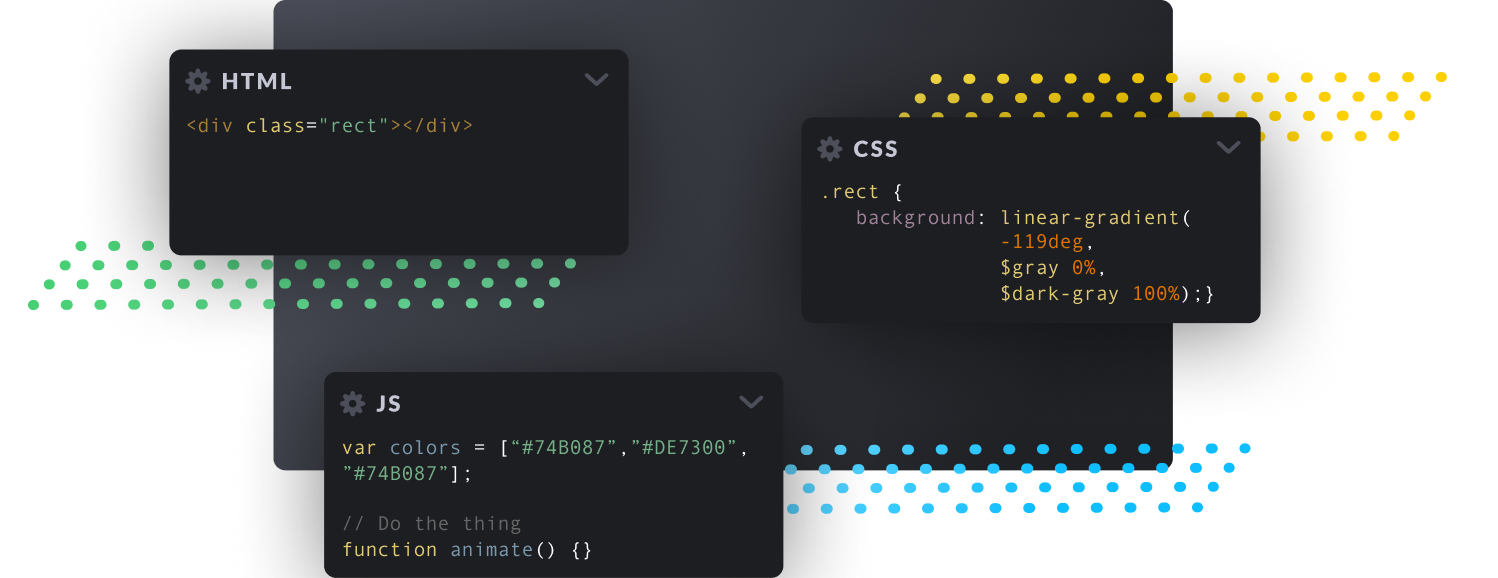 HTML
<div class="rect"></div>
CSS
.rect {
background: linear-gradient(
-119deg,
$gray 0%,
$dark-gray 100%);}
JS
var colors = [“#74B087”,”#DE7300”,
”#74B087”];
// Do the thing
function animate() {}